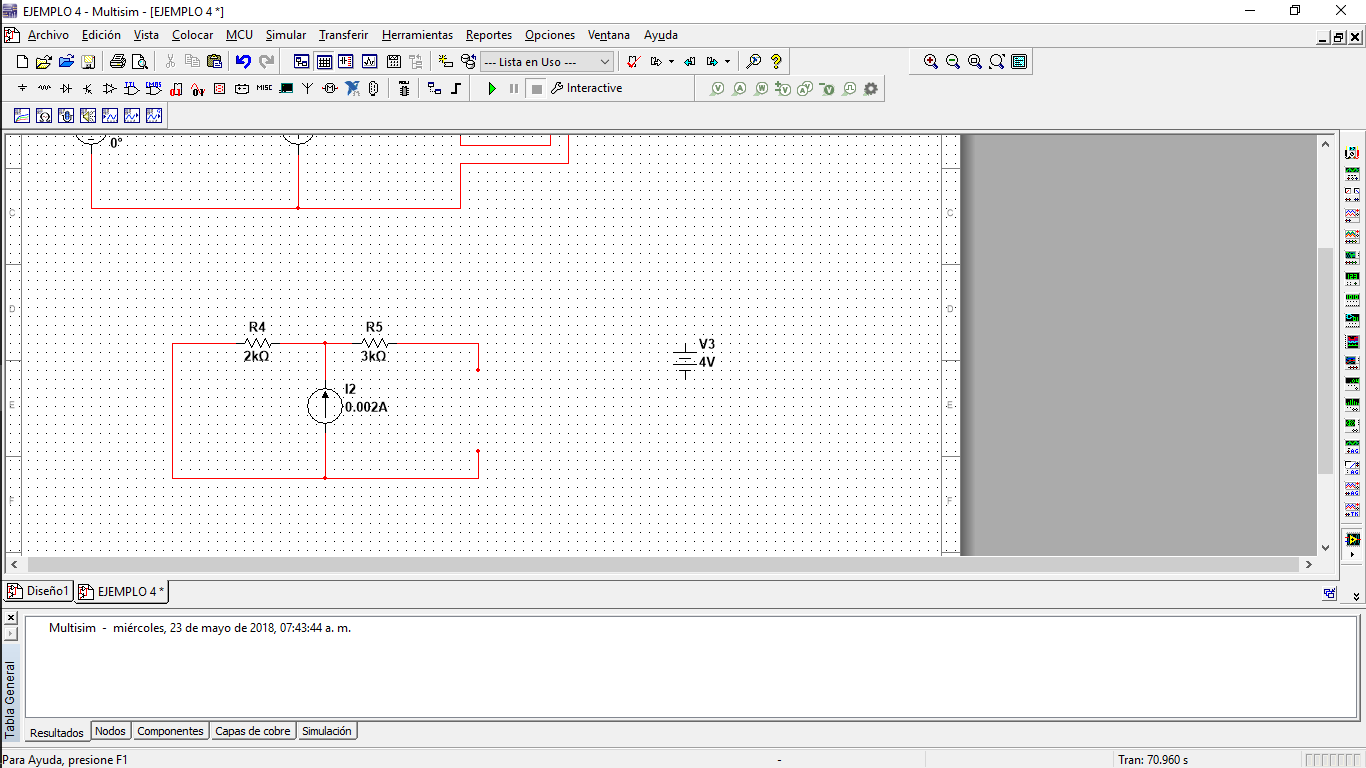 EJEMPLO 4 - Multisim - [EJEMPLO 4 *]
Archivo Edición Vista Colocar MCU Simular Transferir Herramientas Reportes Opciones Ventana Ayuda
--- Lista en Uso ---
MISC
Interactive
0°
C C
D D
R4 R5
2kΩ 3kΩ
V3
4V
I2
0.002A
E E
F F
Diseño1 EJEMPLO 4 *
Multisim - miércoles, 23 de mayo de 2018, 07:43:44 a. m.
Tabla General
Resultados Nodos Componentes Capas de cobre Simulación
Para Ayuda, presione F1 - Tran: 70.960 s